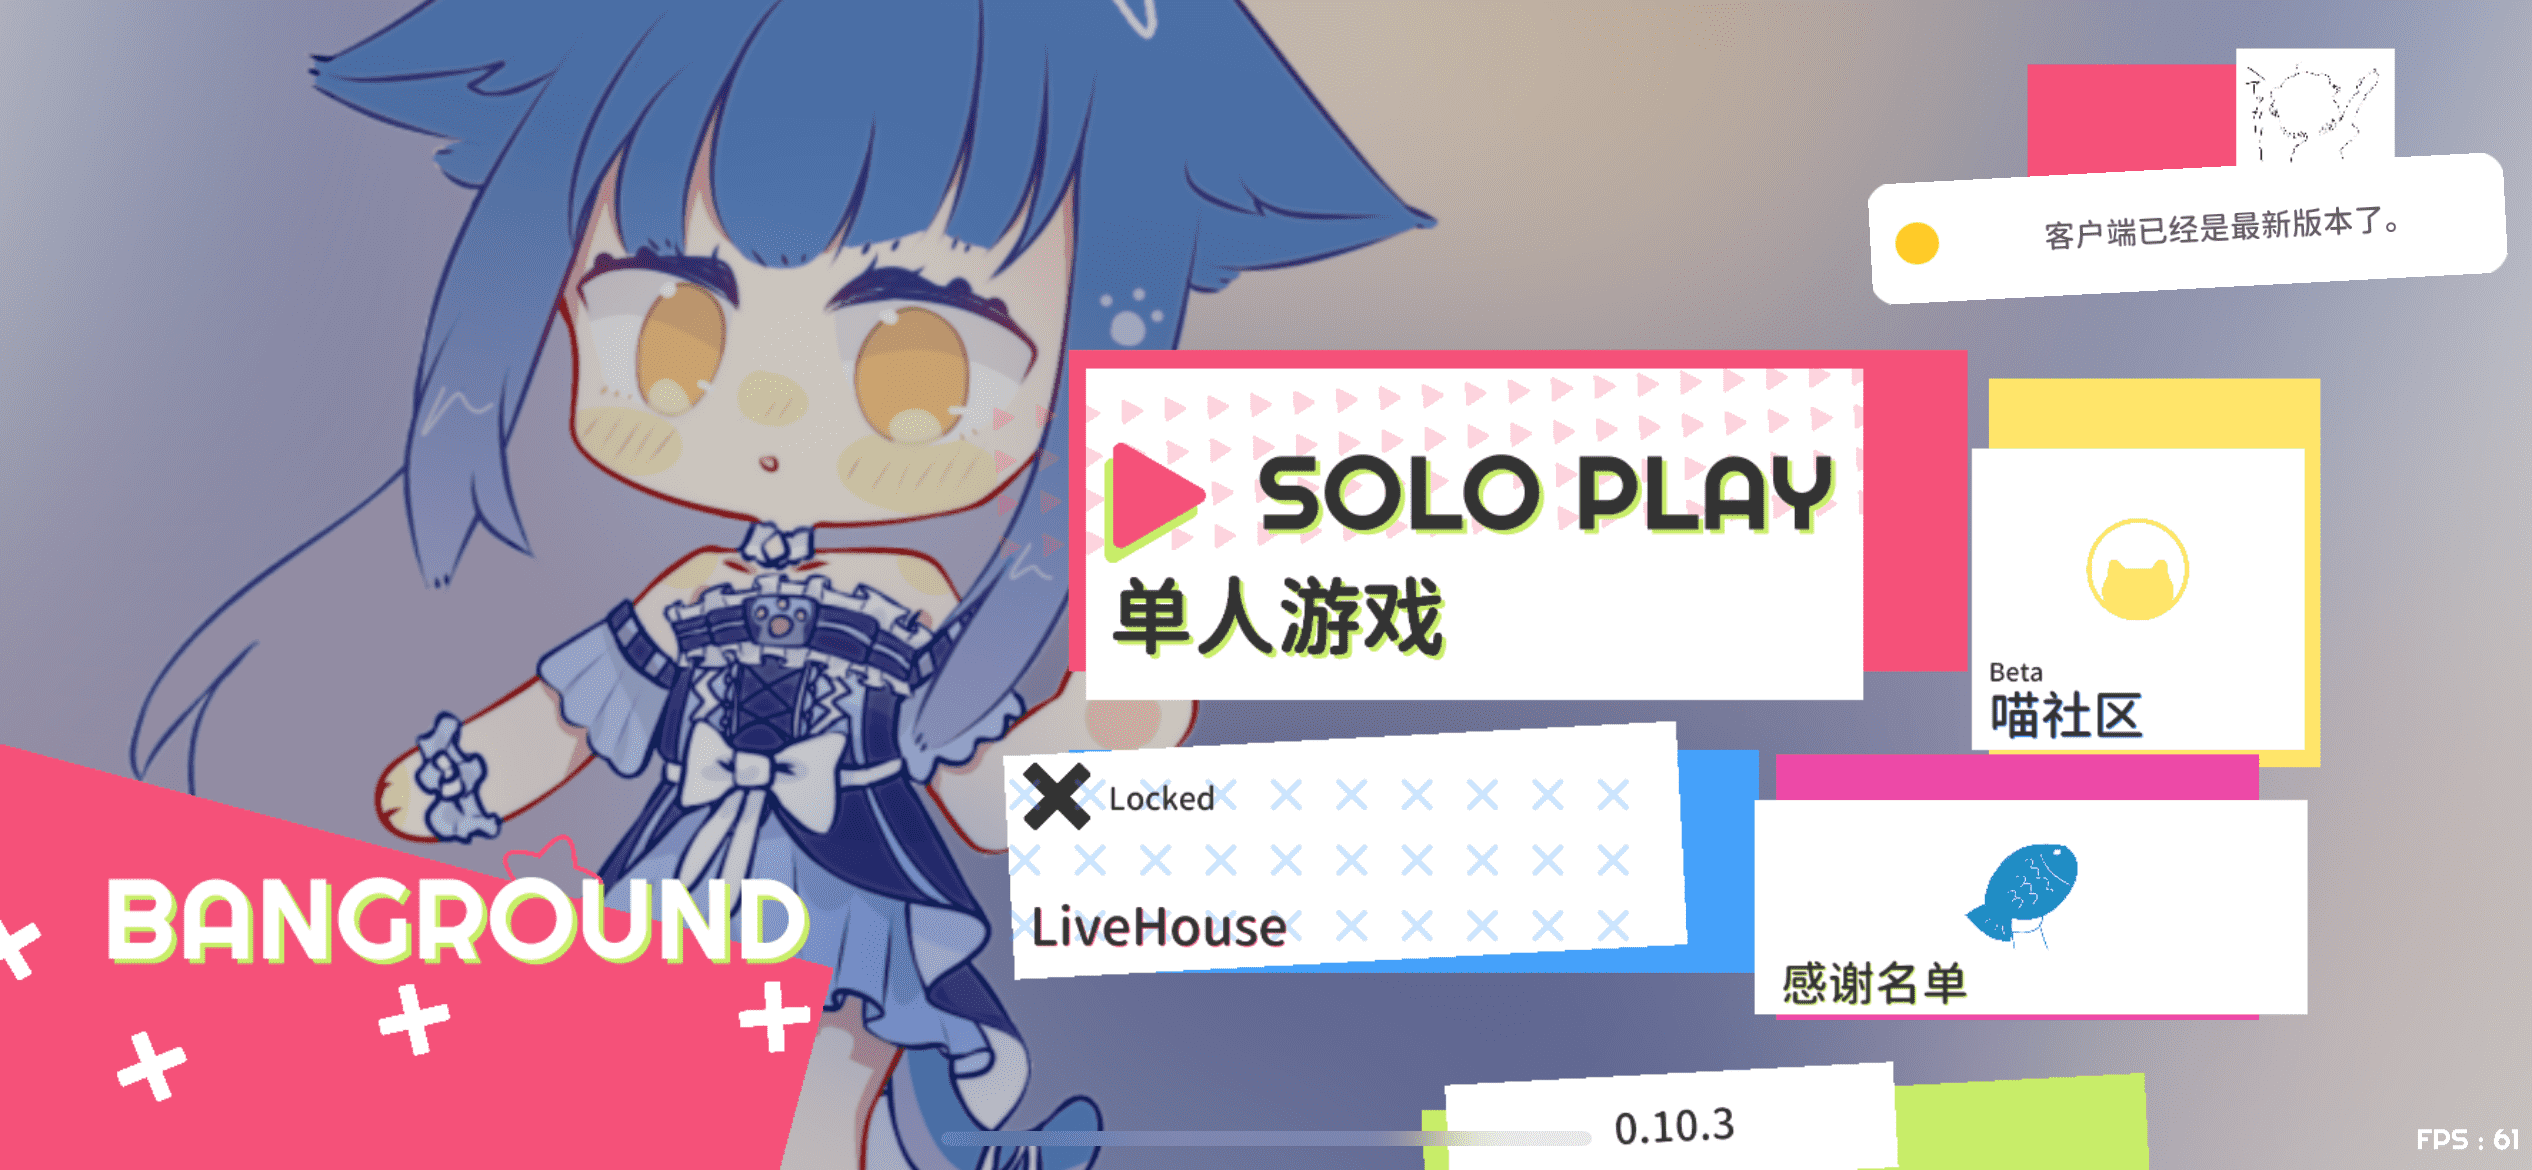 客户端已经是最新版本了。
SOLO PLAY
单人游戏
Beta
喵社区
Locked
LiveHouse
感谢名单
BANGROUND
0.10.3
FPS : 61